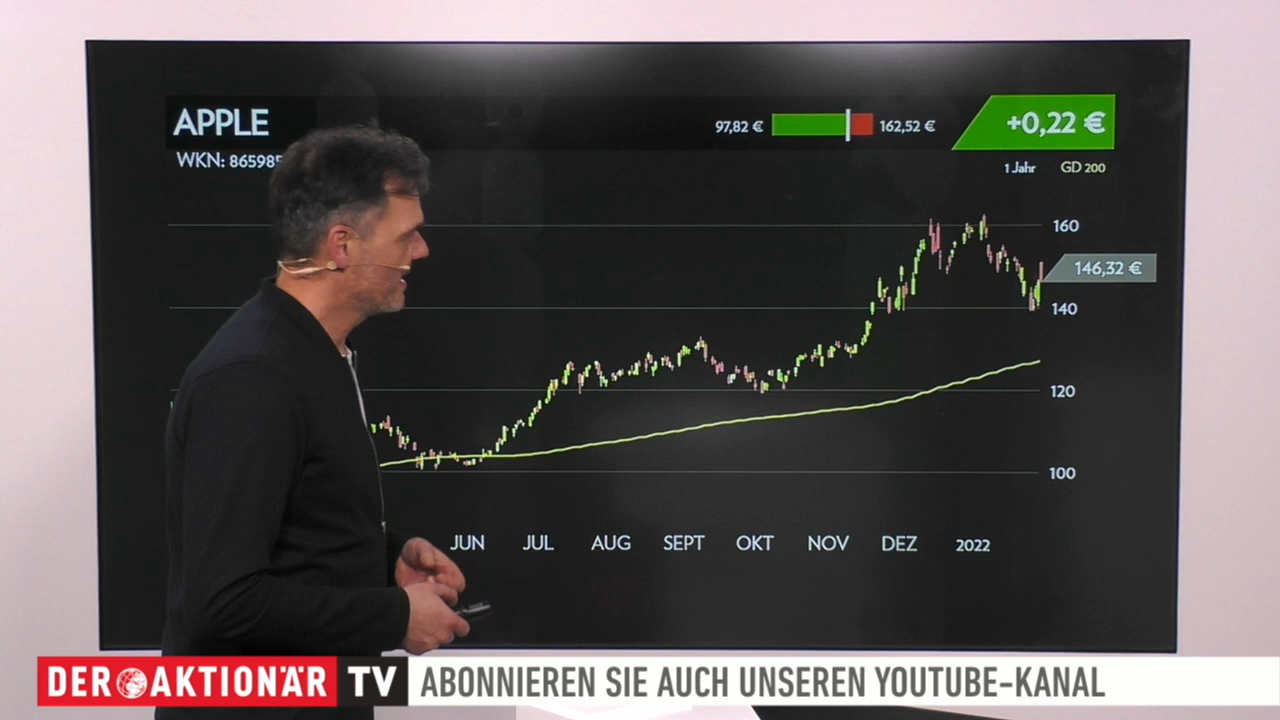 APPLE
97,82 €
162,52 €
+0,22 €
WKN: 865985
1 Jahr
GD 200
160
146,32 €
140
120
100
JUN
JUL
AUG
SEPT
OKT
NOV
DEZ
2022
DER AKTIONÄR TV
ABONNIEREN SIE AUCH UNSEREN YOUTUBE-KANAL